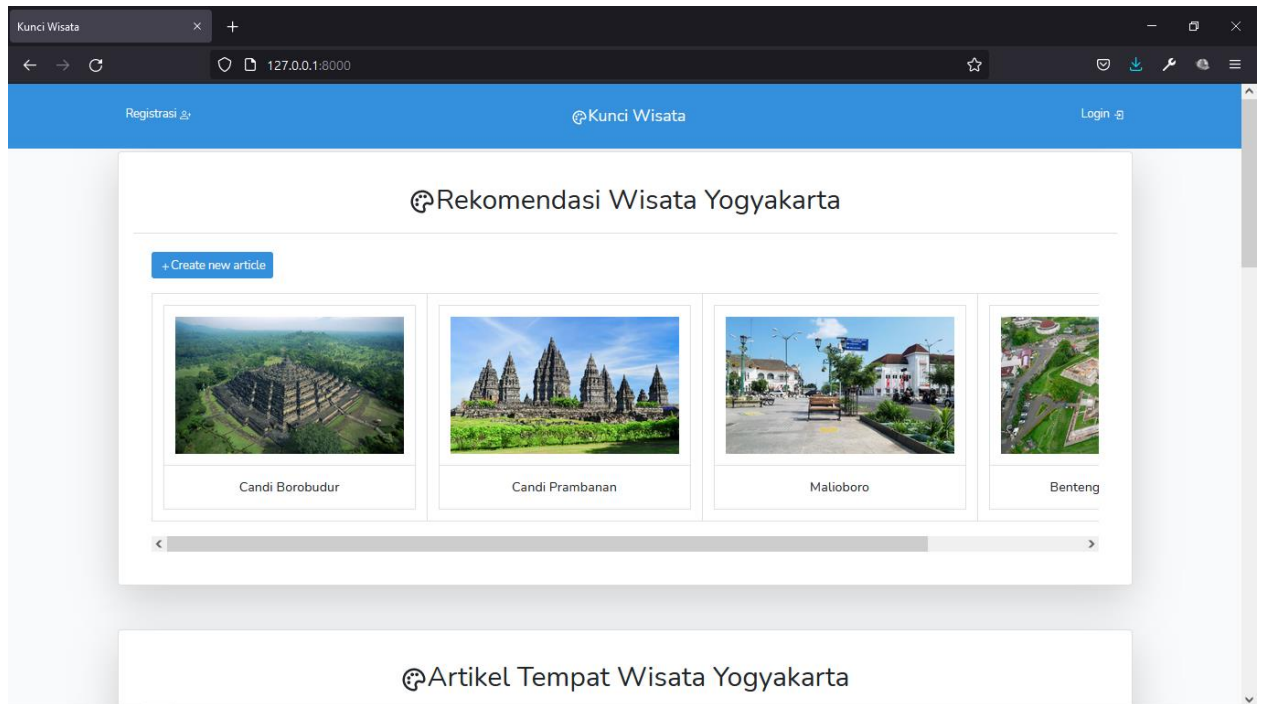 Kunci Wisata
127.0.0.1:8000
Registrasi
Kunci Wisata
Login
Rekomendasi Wisata Yogyakarta
+ Create new article
Candi Borobudur
Candi Prambanan
Malioboro
Benteng
Artikel Tempat Wisata Yogyakarta